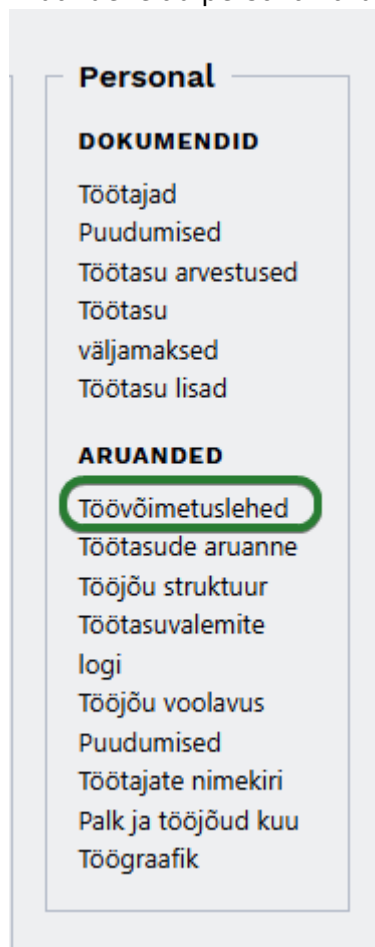 Personal
DOKUMENDID
Töötajad
Puudumised
Töötasu arvestused
Töötasu
väljamaksed
Töötasu lisad
ARUANDED
Töövõimetuslehed
Töötasude aruanne
Tööjõu struktuur
Töötasuvalemite
logi
Tööjõu voolavus
Puudumised
Töötajate nimekiri
Palk ja tööjõud kuu
Töögraafik